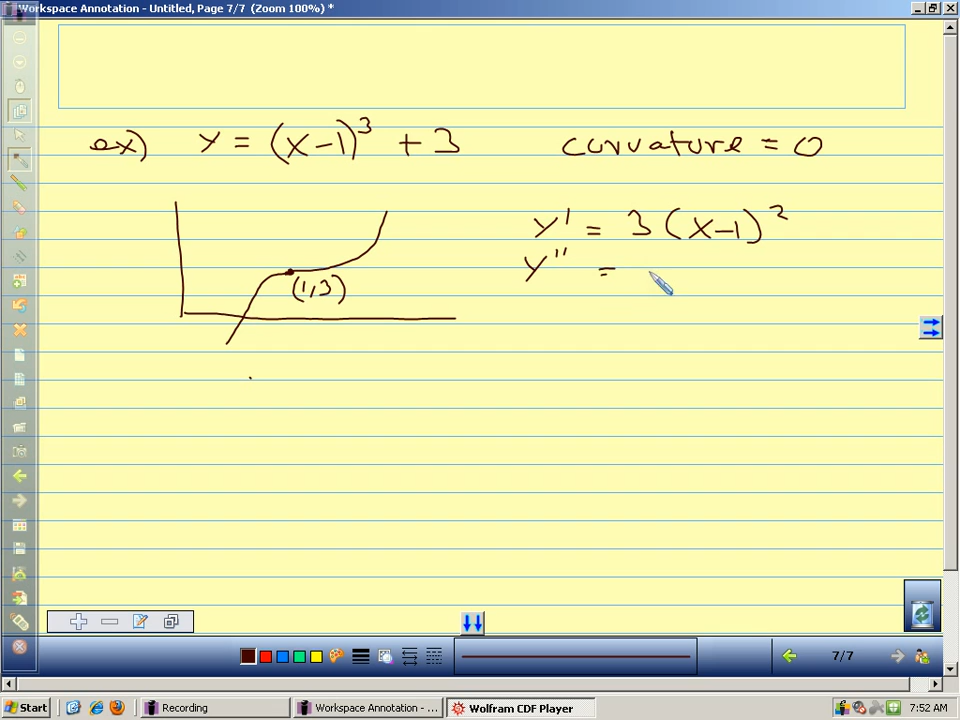 Workspace Annotation - Untitled, Page 7/7 (Zoom 100%) *
ex) y = (x-1)³ + 3 curvature = 0
y' = 3(x-1)²
y'' =
(1,3)
7/7
Start Recording Workspace Annotation - ... Wolfram CDF Player 7:52 AM